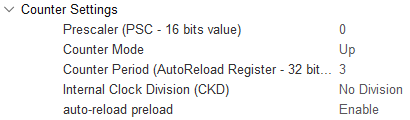 Counter Settings
Prescaler (PSC - 16 bits value) 0
Counter Mode Up
Counter Period (AutoReload Register - 32 bit... 3
Internal Clock Division (CKD) No Division
auto-reload preload Enable